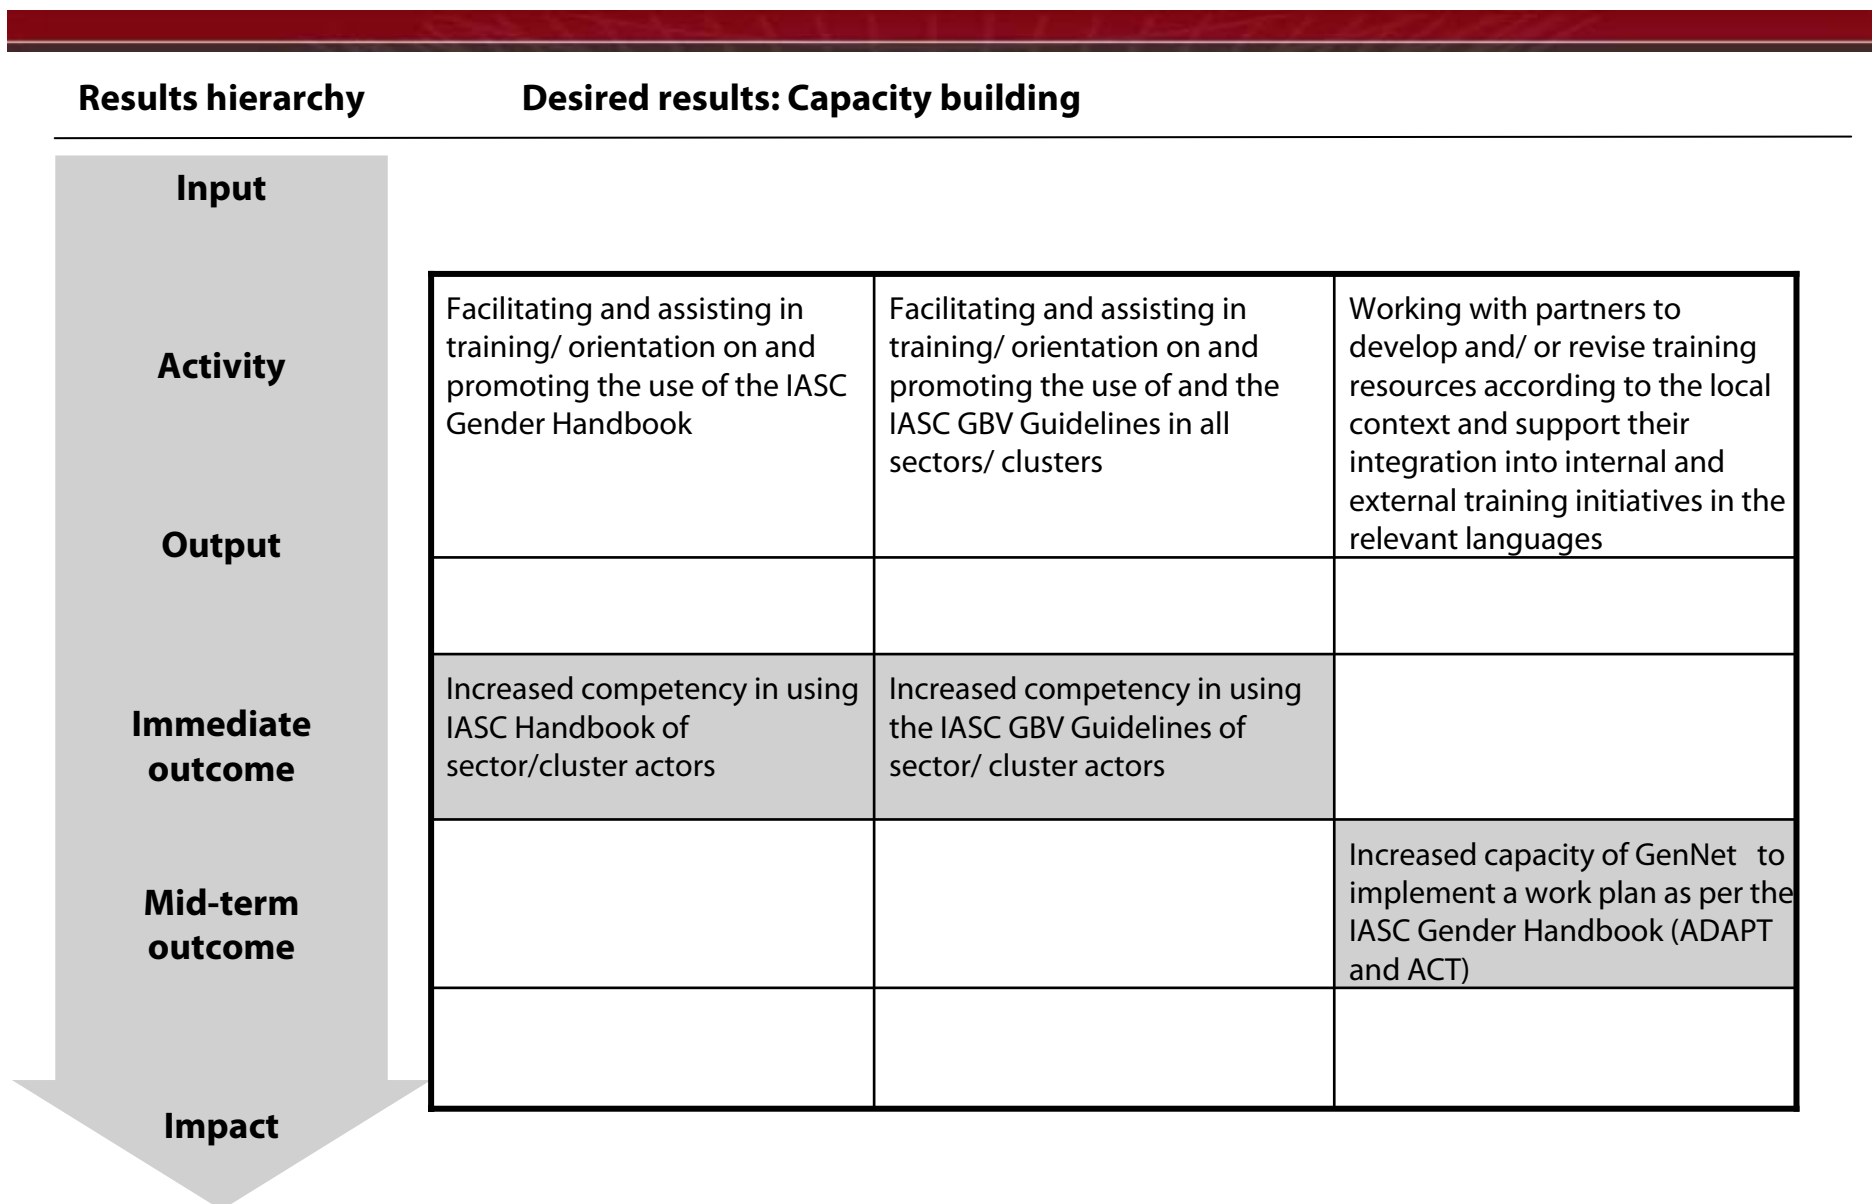 Results hierarchy
Desired results: Capacity building
Input
Activity
Output
Immediate
outcome
Mid-term
outcome
Impact
Facilitating and assisting in
training/ orientation on and
promoting the use of the IASC
Gender Handbook
Facilitating and assisting in
training/ orientation on and
promoting the use of and the
IASC GBV Guidelines in all
sectors/ clusters
Working with partners to
develop and/ or revise training
resources according to the local
context and support their
integration into internal and
external training initiatives in the
relevant languages
Increased competency in using
IASC Handbook of
sector/cluster actors
Increased competency in using
the IASC GBV Guidelines of
sector/ cluster actors
Increased capacity of GenNet to
implement a work plan as per the
IASC Gender Handbook (ADAPT
and ACT)